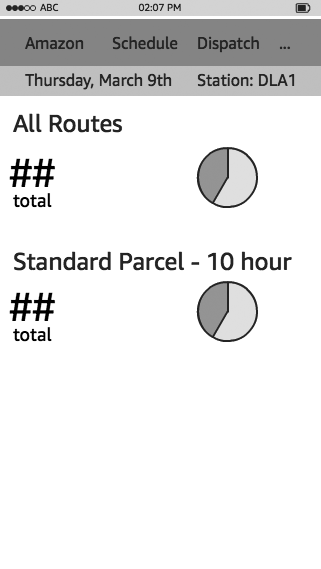 ABC 02:07 PM
Amazon Schedule Dispatch ...
Thursday, March 9th Station: DLA1
All Routes
##
total
Standard Parcel - 10 hour
##
total